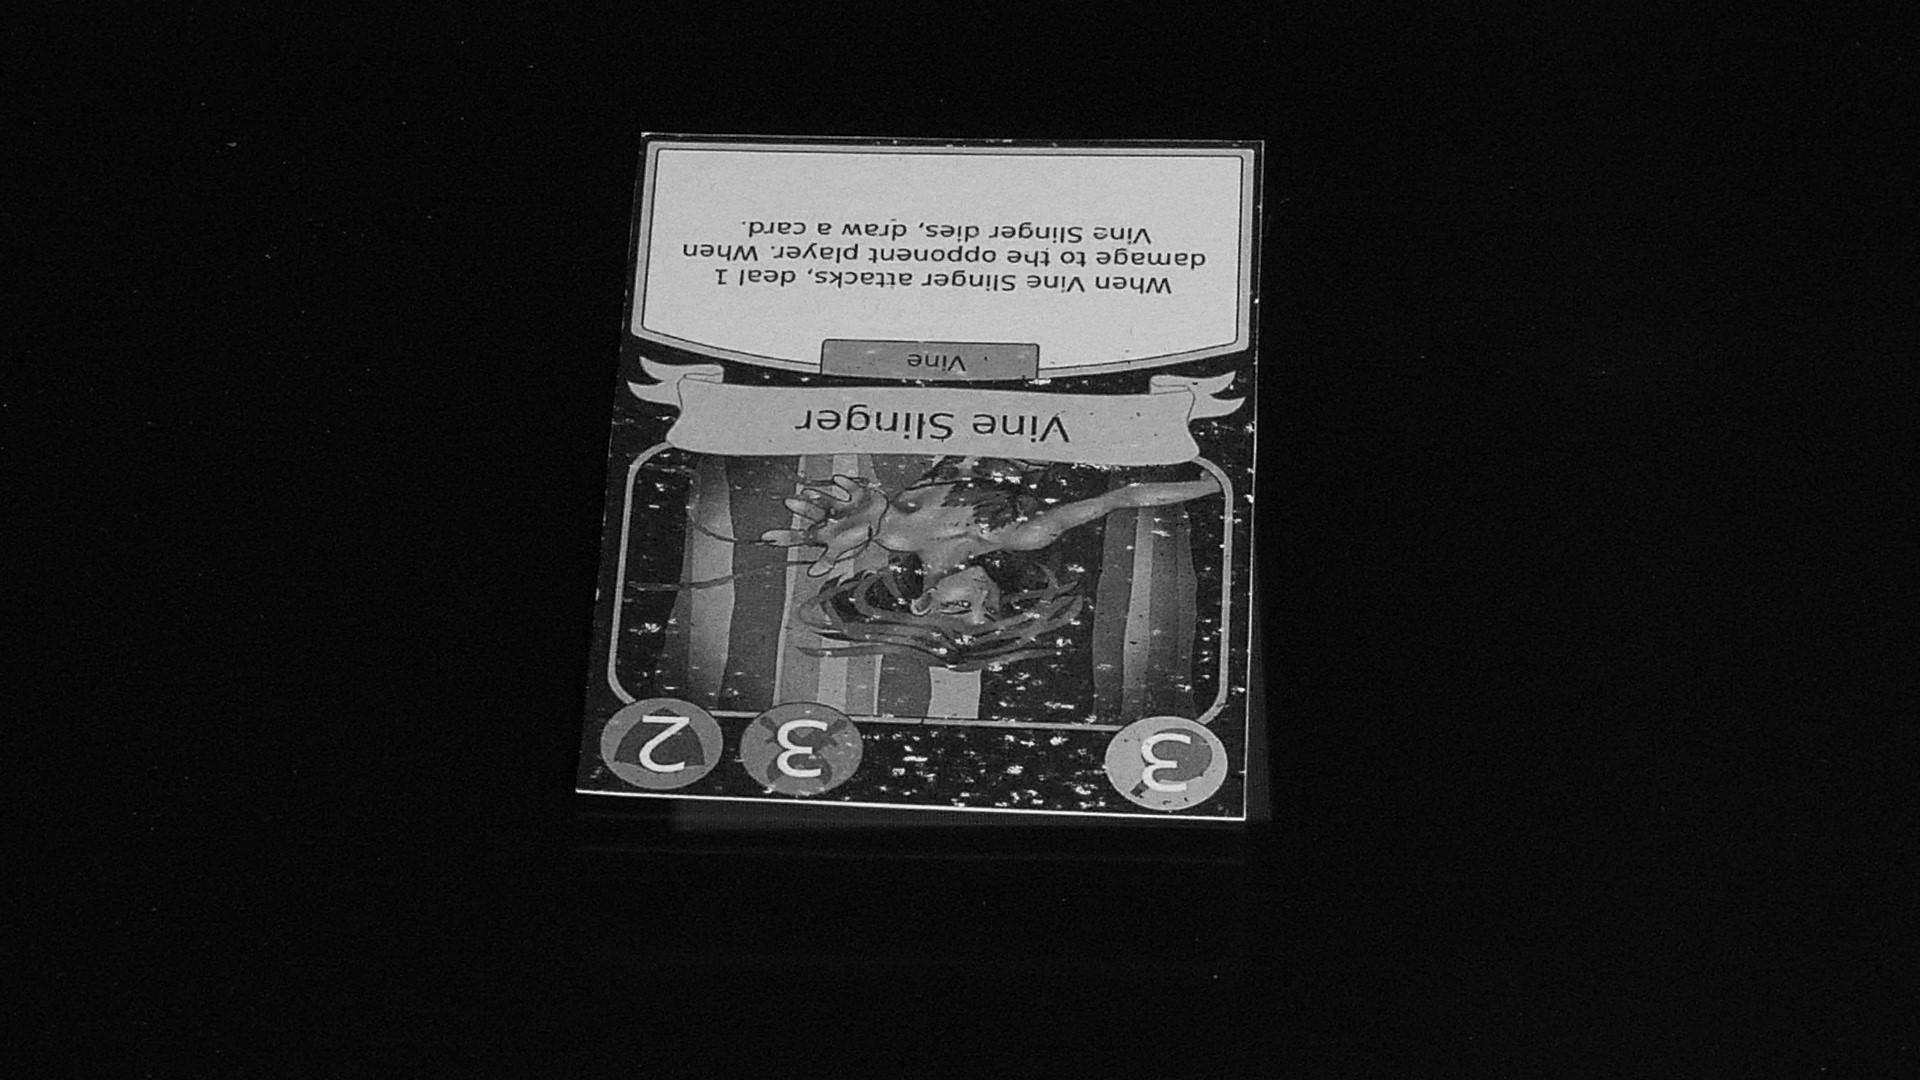 3 3 2
Vine Slinger
Vine
When Vine Slinger attacks, deal 1
damage to the opponent player. When
Vine Slinger dies, draw a card.